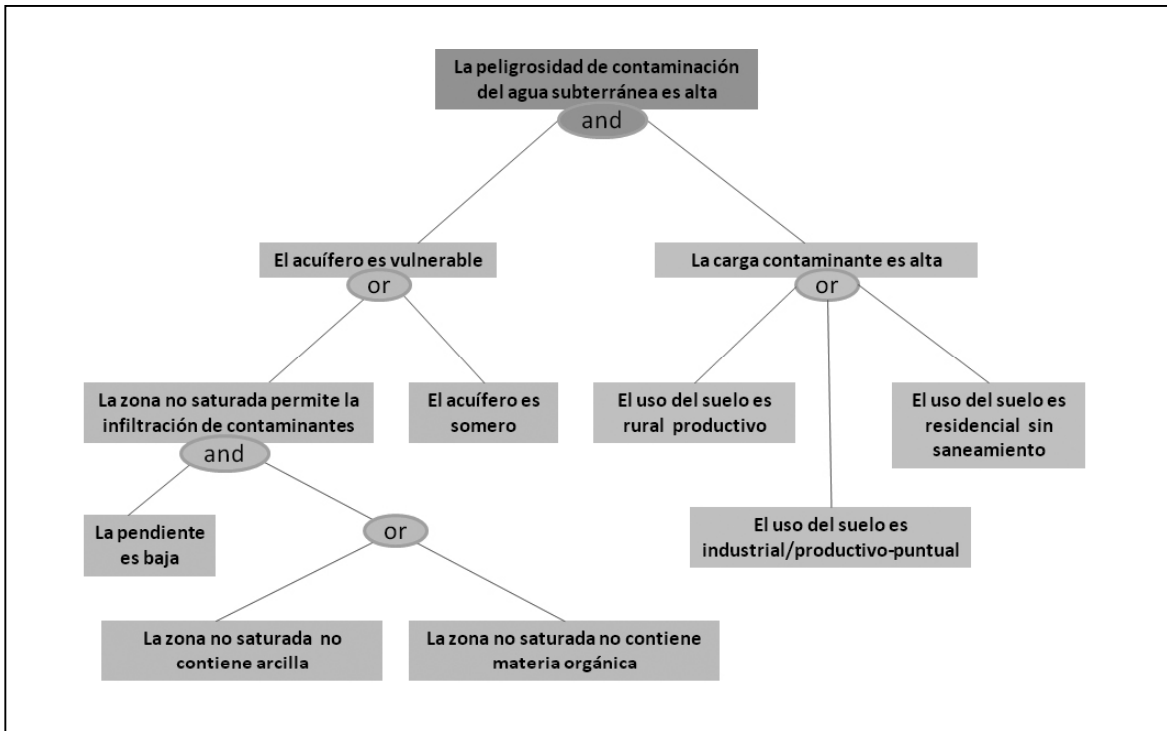 La peligrosidad de contaminación
del agua subterránea es alta
and
El acuífero es vulnerable
or
La carga contaminante es alta
or
La zona no saturada permite la
infiltración de contaminantes
and
El acuífero es
somero
El uso del suelo es
rural productivo
El uso del suelo es
residencial sin
saneamiento
La pendiente
es baja
or
El uso del suelo es
industrial/productivo-puntual
La zona no saturada no
contiene arcilla
La zona no saturada no contiene
materia orgánica